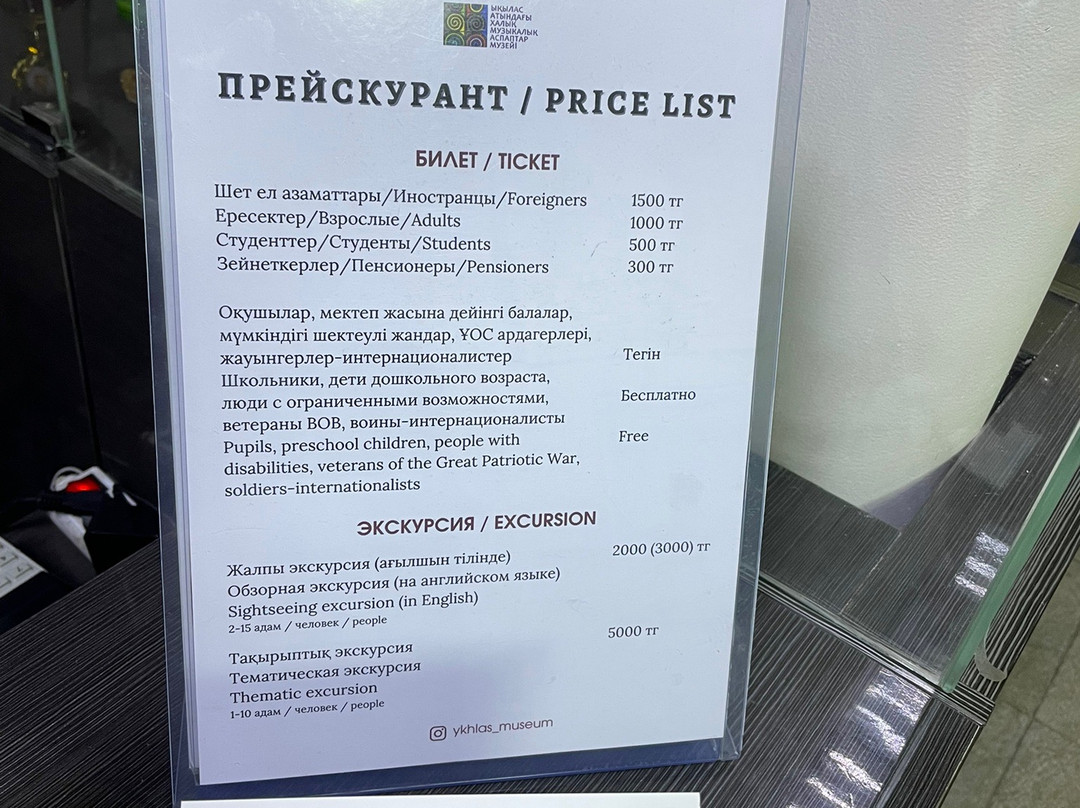 ЫҚЫЛАС
АТЫНДАҒЫ
ХАЛЫҚ
МУЗЫКАЛЫҚ
АСПАПТАР
МУЗЕЙІ
ПРЕЙСКУРАНТ / PRICE LIST
БИЛЕТ / TICKET
Шет ел азаматтары/Иностранцы/Foreigners 1500 тг
Ересектер/Взрослые/Adults 1000 тг
Студенттер/Студенты/Students 500 тг
Зейнеткерлер/Пенсионеры/Pensioners 300 тг
Оқушылар, мектеп жасына дейінгі балалар,
мүмкіндігі шектеулі жандар, ҰОС ардагерлері,
жауынгерлер-интернационалистер Тегін
Школьники, дети дошкольного возраста,
люди с ограниченными возможностями, Бесплатно
ветераны ВОВ, воины-интернационалисты
Pupils, preschool children, people with Free
disabilities, veterans of the Great Patriotic War,
soldiers-internationalists
ЭКСКУРСИЯ / EXCURSION
Жалпы экскурсия (ағылшын тілінде) 2000 (3000) тг
Обзорная экскурсия (на английском языке)
Sightseeing excursion (in English)
2-15 адам / человек / people
Тақырыптық экскурсия 5000 тг
Тематическая экскурсия
Thematic excursion
1-10 адам / человек / people
ykhlas_museum